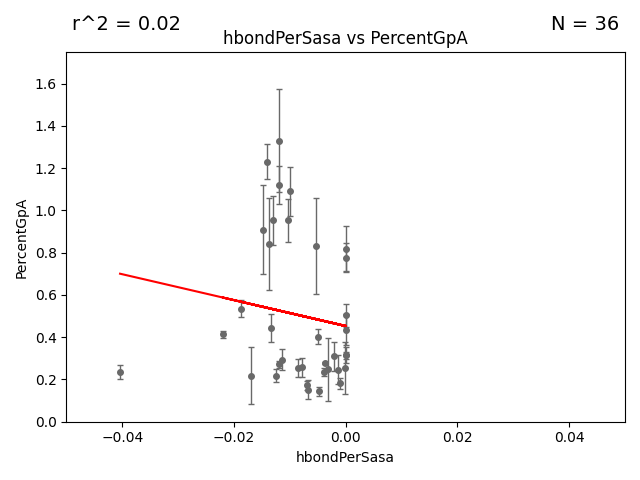 r^2 = 0.02
N = 36
hbondPerSasa vs PercentGpA
PercentGpA
1.6
1.4
1.2
1.0
0.8
0.6
0.4
0.2
0.0
−0.04
−0.02
0.00
0.02
0.04
hbondPerSasa